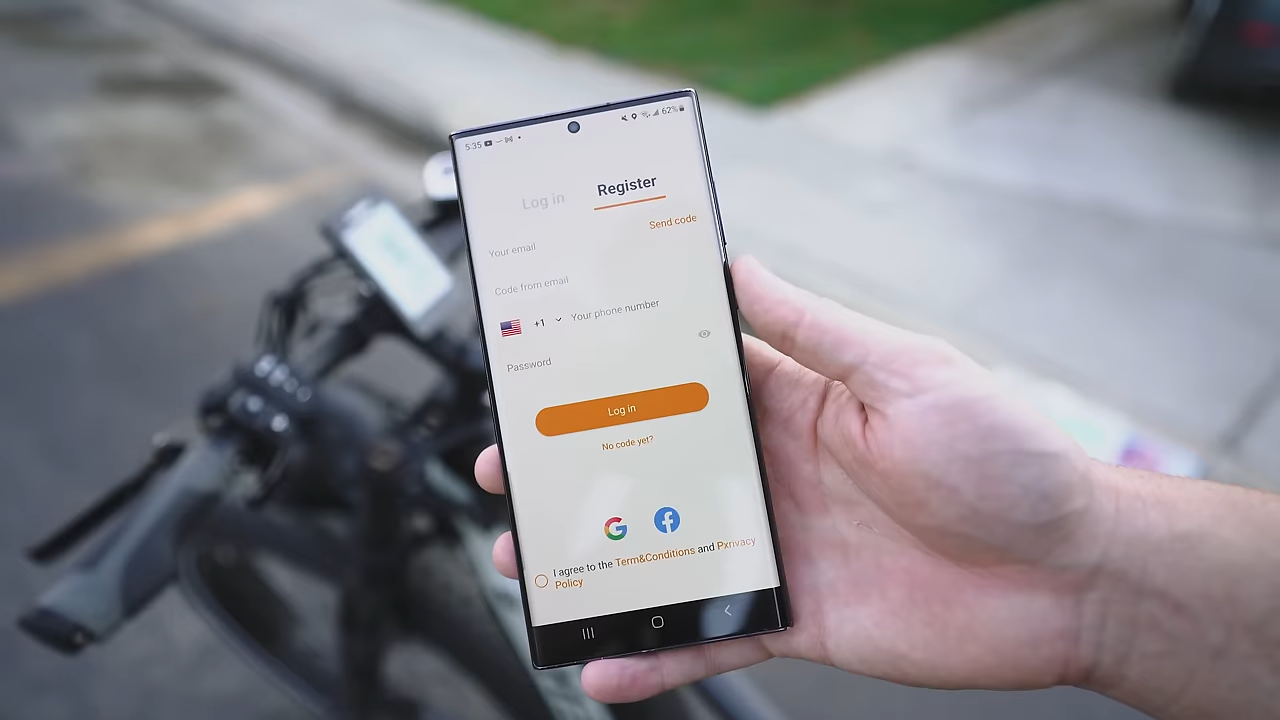 5:35 62%
Log in Register
Send code
Your email
Code from email
+1 Your phone number
Password
Log in
No code yet?
I agree to the Term&Conditions and Pxrivacy
Policy